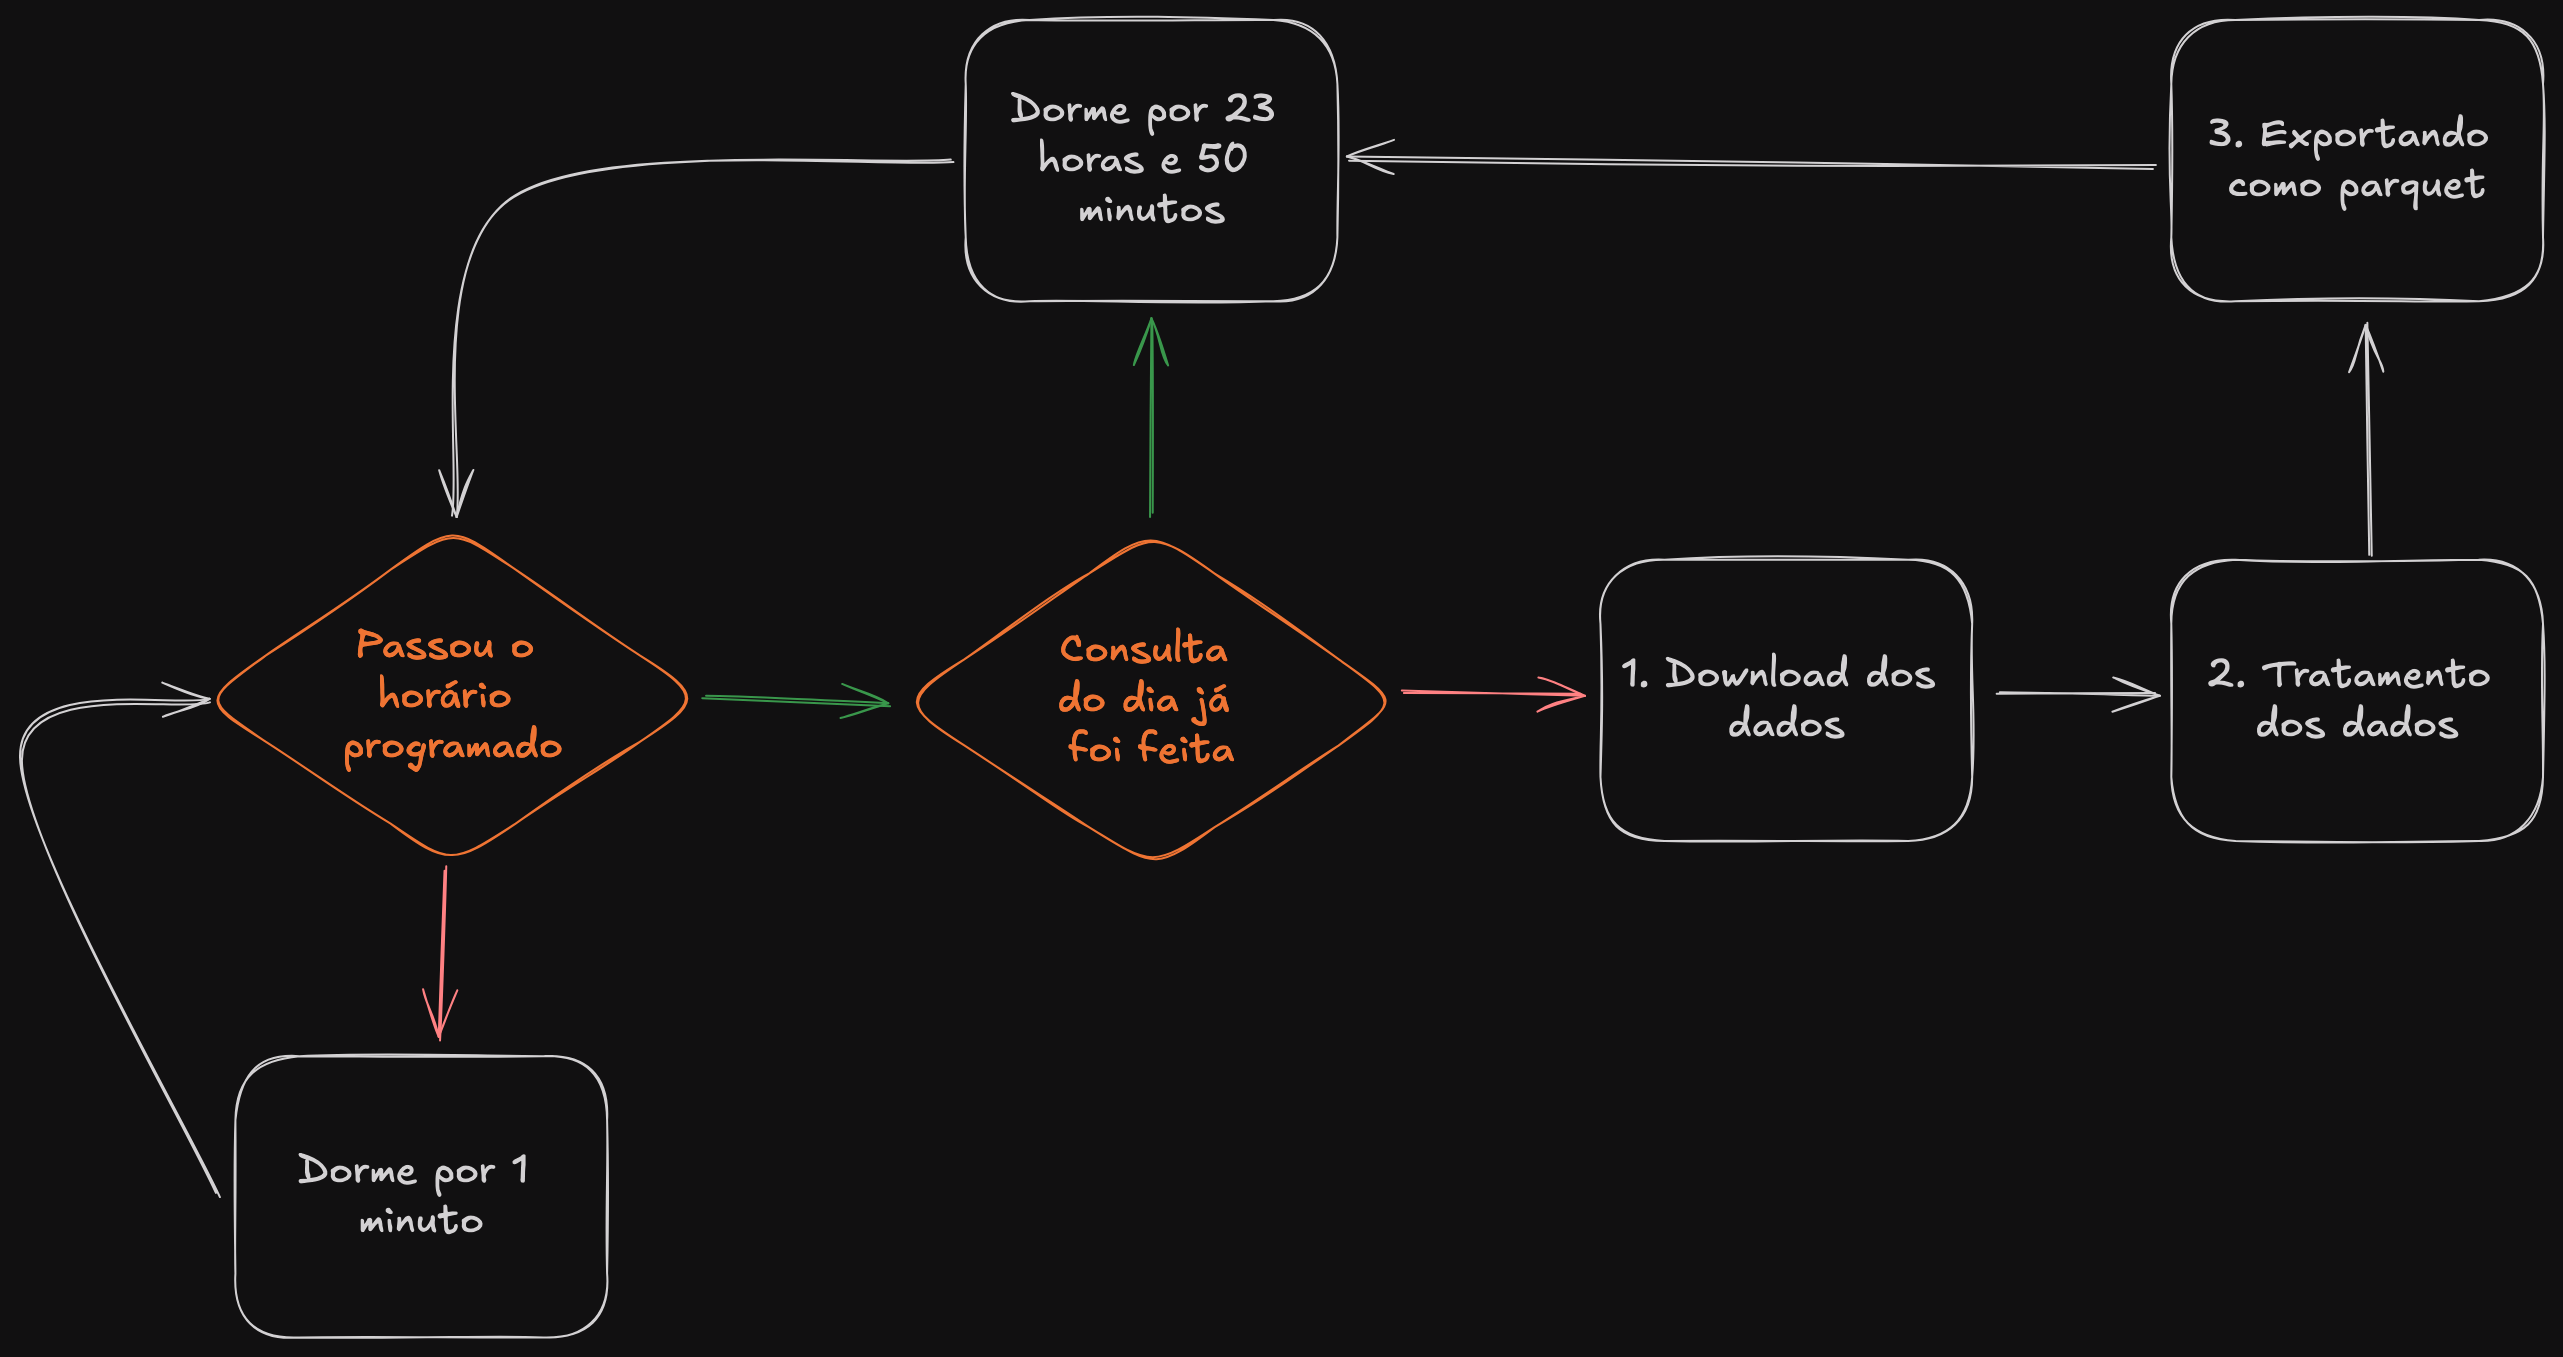 Dorme por 23
horas e 50
minutos
3. Exportando
como parquet
Passou o
horário
programado
Consulta
do dia já
foi feita
1. Download dos
dados
2. Tratamento
dos dados
Dorme por 1
minuto